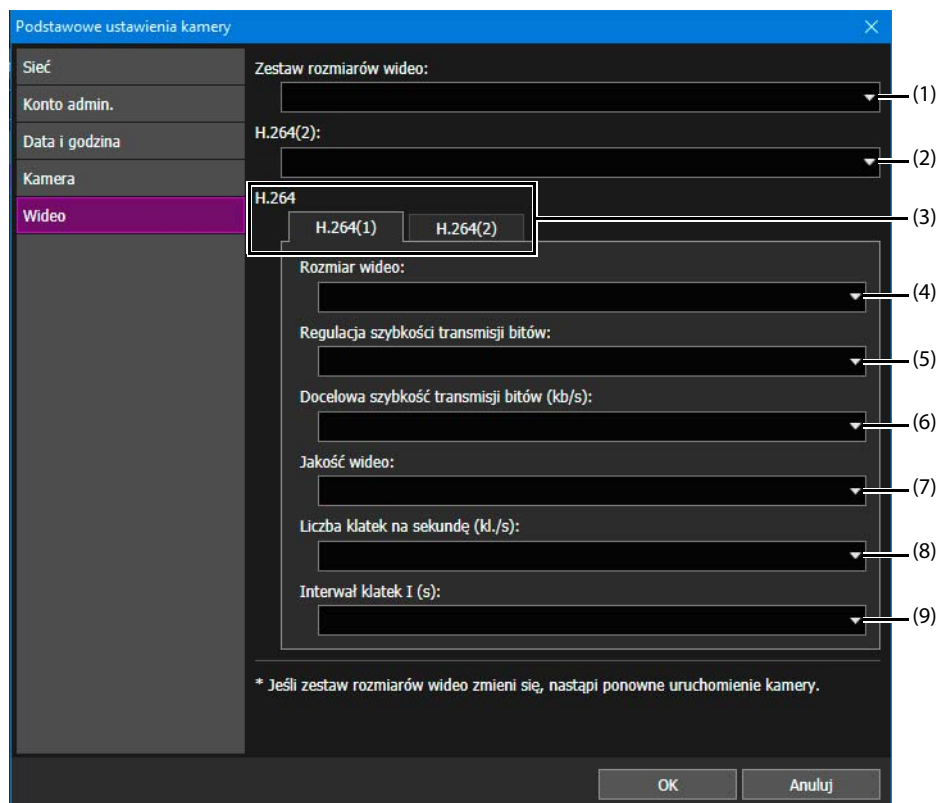 Podstawowe ustawienia kamery
Sieć
Konto admin.
Data i godzina
Kamera
Wideo
Zestaw rozmiarów wideo:
(1)
H.264(2):
(2)
H.264
H.264(1) H.264(2)
(3)
Rozmiar wideo:
(4)
Regulacja szybkości transmisji bitów:
(5)
Docelowa szybkość transmisji bitów (kb/s):
(6)
Jakość wideo:
(7)
Liczba klatek na sekundę (kl./s):
(8)
Interwał klatek I (s):
(9)
* Jeśli zestaw rozmiarów wideo zmieni się, nastąpi ponowne uruchomienie kamery.
OK Anuluj